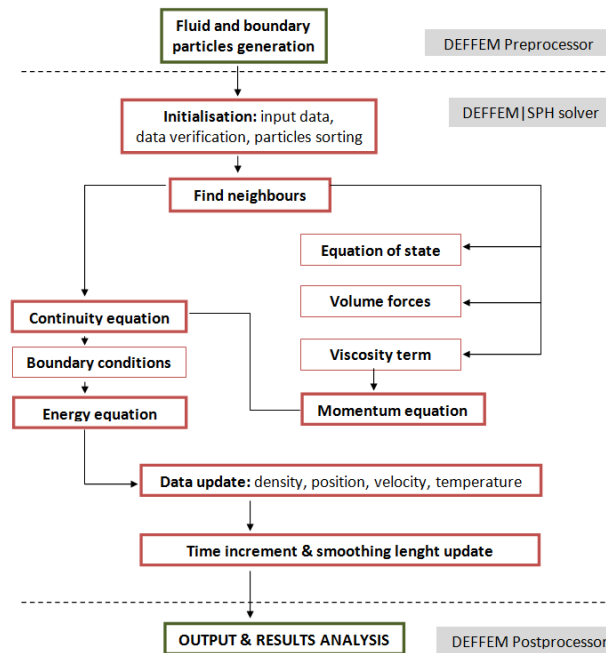 Fluid and boundary
particles generation
DEFFEM Preprocessor
Initialisation: input data,
data verification, particles sorting
DEFFEM|SPH solver
Find neighbours
Equation of state
Volume forces
Continuity equation
Viscosity term
Boundary conditions
Energy equation
Momentum equation
Data update: density, position, velocity, temperature
Time increment & smoothing lenght update
OUTPUT & RESULTS ANALYSIS
DEFFEM Postprocessor